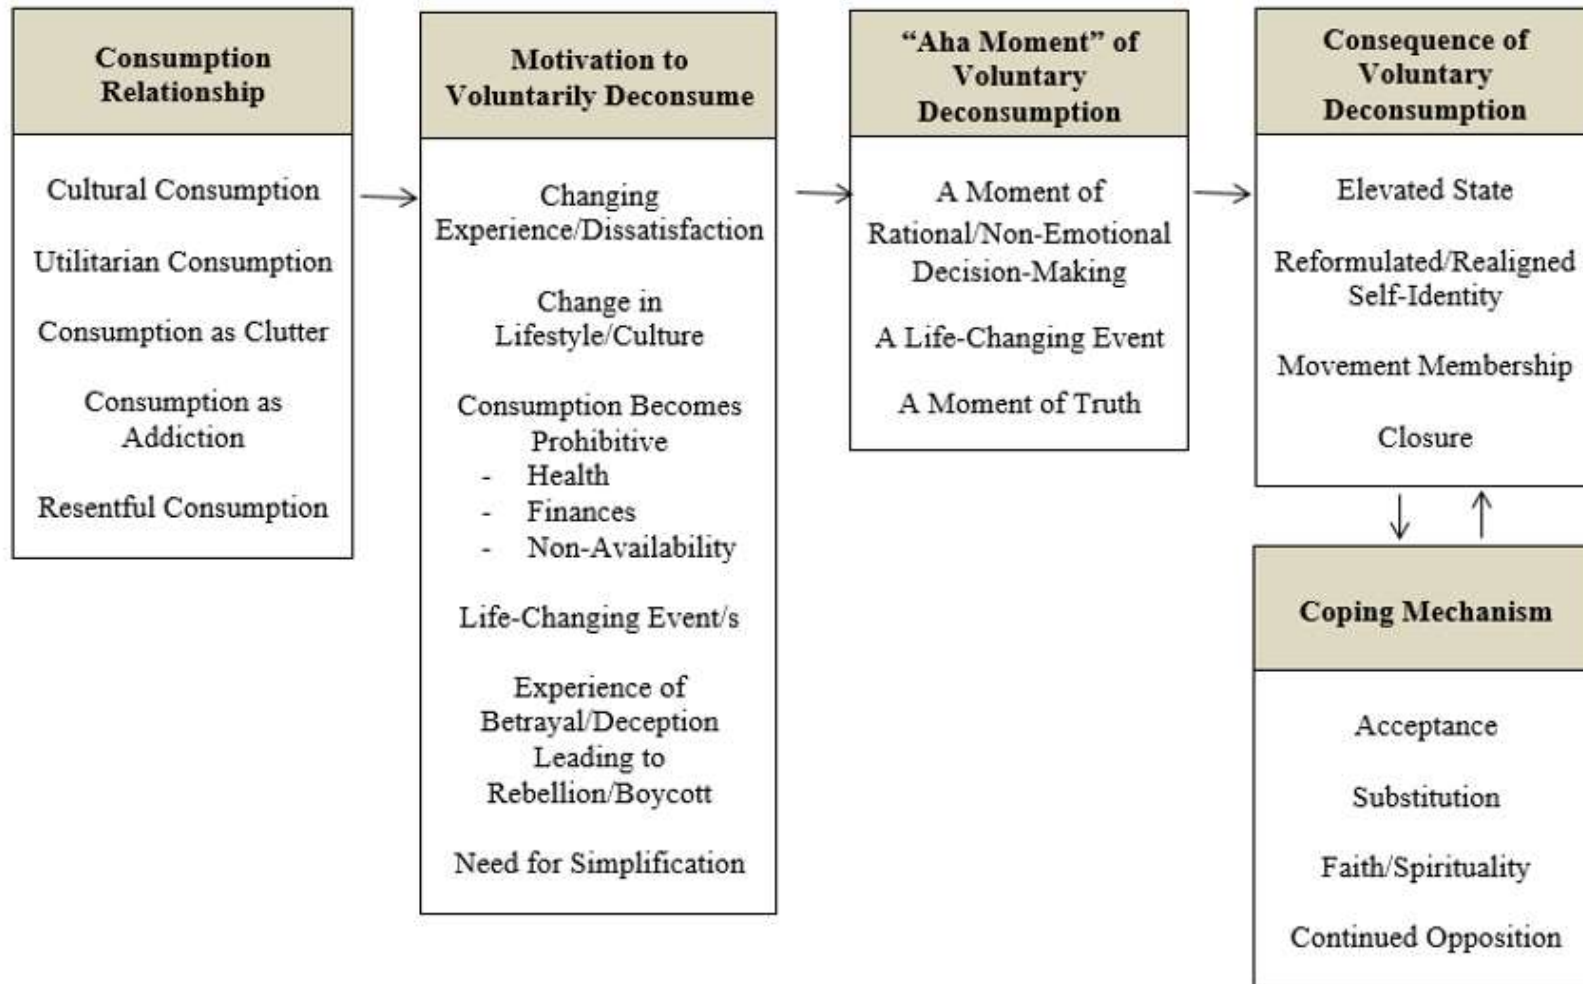 Consumption
Relationship
Cultural Consumption
Utilitarian Consumption
Consumption as Clutter
Consumption as
Addiction
Resentful Consumption
Motivation to
Voluntarily Deconsume
Changing
Experience/Dissatisfaction
Change in
Lifestyle/Culture
Consumption Becomes
Prohibitive
- Health
- Finances
- Non-Availability
Life-Changing Event/s
Experience of
Betrayal/Deception
Leading to
Rebellion/Boycott
Need for Simplification
“Aha Moment” of
Voluntary
Deconsumption
A Moment of
Rational/Non-Emotional
Decision-Making
A Life-Changing Event
A Moment of Truth
Consequence of
Voluntary
Deconsumption
Elevated State
Reformulated/Realigned
Self-Identity
Movement Membership
Closure
Coping Mechanism
Acceptance
Substitution
Faith/Spirituality
Continued Opposition